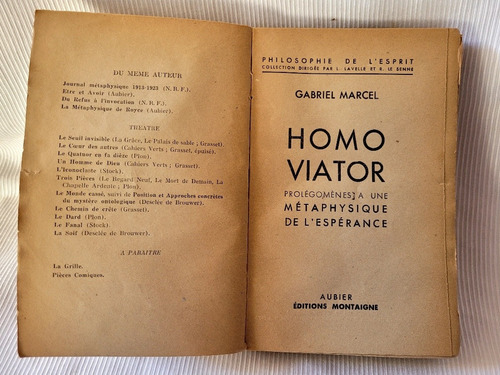 DU MEME AUTEUR
Journal métaphysique 1913-1923 (N. R. F.).
Etre et Avoir (Aubier).
Du Refus à l'invocation (N. R. F.).
La Métaphysique de Royce (Aubier).
THEATRE
Le Seuil invisible (La Grâce, Le Palais de sable ; Grasset).
Le Cœur des autres (Cahiers Verts ; Grasset, épuisé).
Le Quatuor en fa dièze (Plon).
Un Homme de Dieu (Cahiers Verts ; Grasset).
L'Iconoclaste (Stock).
Trois Pièces (Le Regard Neuf, Le Mort de Demain, La
Chapelle Ardente ; Plon).
Le Monde cassé, suivi de Position et Approches concrètes
du mystère ontologique (Desclée de Brouwer).
Le Chemin de crête (Grasset).
Le Dard (Plon).
Le Fanal (Stock).
La Soif (Desclée de Brouwer).
A PARAITRE
La Grille.
Pièces Comiques.
PHILOSOPHIE DE L'ESPRIT
COLLECTION DIRIGÉE PAR L. LAVELLE ET R. LE SENNE
GABRIEL MARCEL
HOMO
VIATOR
PROLÉGOMÈNES A UNE
MÉTAPHYSIQUE
DE L'ESPÉRANCE
AUBIER
ÉDITIONS MONTAIGNE